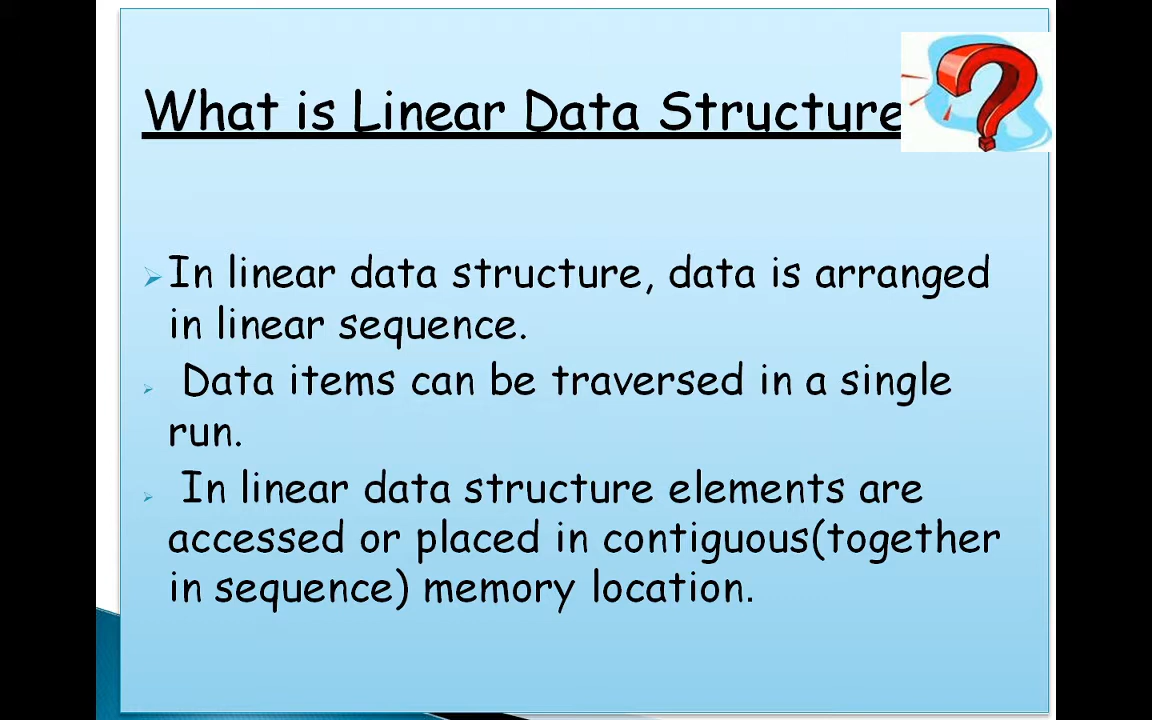 What is Linear Data Structure
➢In linear data structure, data is arranged
in linear sequence.
➢ Data items can be traversed in a single
run.
➢ In linear data structure elements are
accessed or placed in contiguous(together
in sequence) memory location.